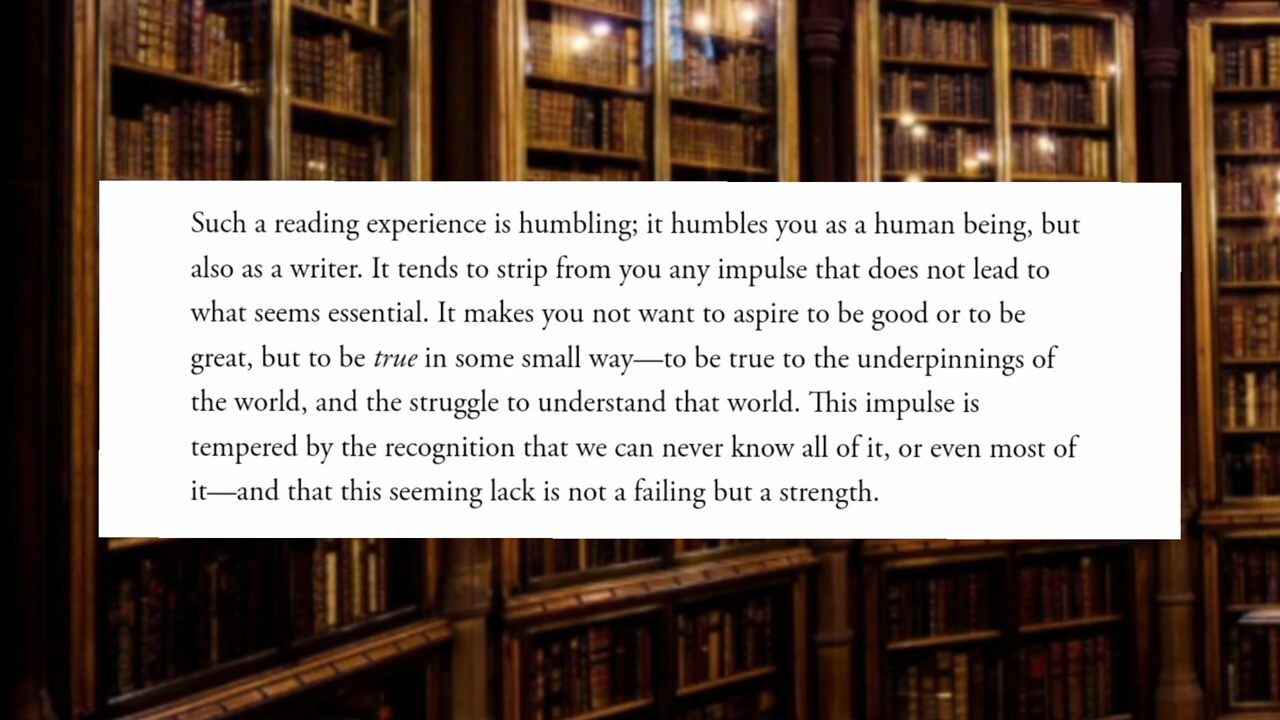 Such a reading experience is humbling; it humbles you as a human being, but
also as a writer. It tends to strip from you any impulse that does not lead to
what seems essential. It makes you not want to aspire to be good or to be
great, but to be true in some small way—to be true to the underpinnings of
the world, and the struggle to understand that world. This impulse is
tempered by the recognition that we can never know all of it, or even most of
it—and that this seeming lack is not a failing but a strength.